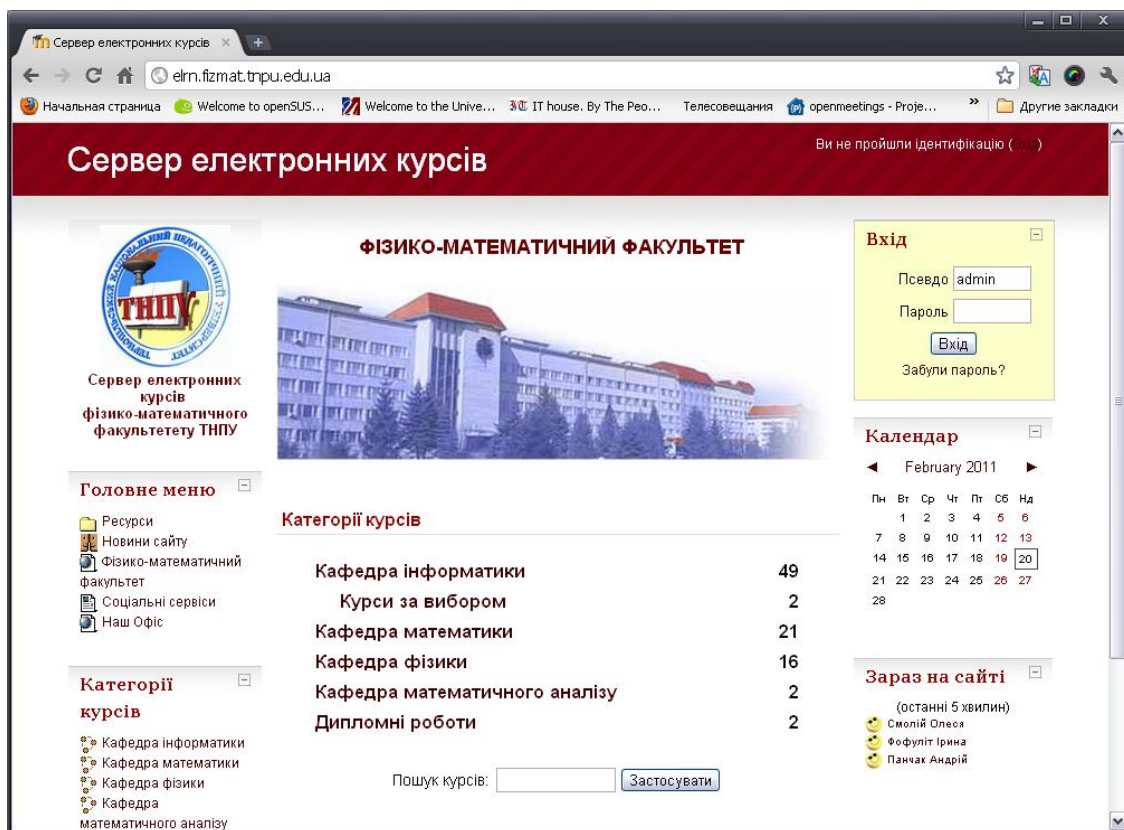 Сервер електронних курсів
elrn.fizmat.tnpu.edu.ua
Начальная страница
Welcome to openSUS...
Welcome to the Unive...
IT house. By The Peo...
Телесовещания
openmeetings - Proje...
»
Другие закладки
Сервер електронних курсів
Ви не пройшли ідентифікацію (Вхід)
ТЕРНОПІЛЬСЬКИЙ НАЦІОНАЛЬНИЙ ПЕДАГОГІЧНИЙ УНІВЕРСИТЕТ
ТНПУ
Сервер електронних
курсів
фізико-математичного
факультетету ТНПУ
Головне меню
Ресурси
Новини сайту
Фізико-математичний
факультет
Соціальні сервіси
Наш Офіс
Категорії
курсів
Кафедра інформатики
Кафедра математики
Кафедра фізики
Кафедра
математичного аналізу
ФІЗИКО-МАТЕМАТИЧНИЙ ФАКУЛЬТЕТ
Категорії курсів
Кафедра інформатики 49
Курси за вибором 2
Кафедра математики 21
Кафедра фізики 16
Кафедра математичного аналізу 2
Дипломні роботи 2
Пошук курсів: Застосувати
Вхід
Псевдо admin
Пароль
Вхід
Забули пароль?
Календар
◄ February 2011 ►
Пн Вт Ср Чт Пт Сб Нд
1 2 3 4 5 6
7 8 9 10 11 12 13
14 15 16 17 18 19 20
21 22 23 24 25 26 27
28
Зараз на сайті
(останні 5 хвилин)
Смолій Олеся
Фофуліт Ірина
Панчак Андрій